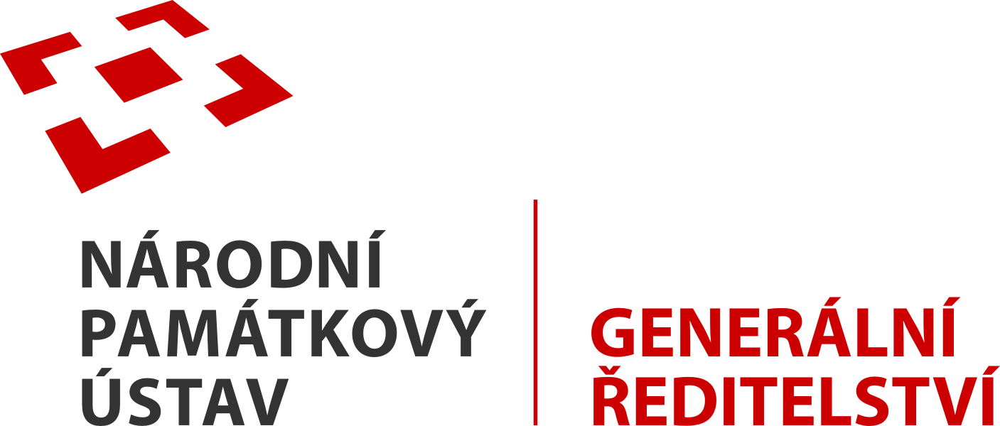 NÁRODNÍ
PAMÁTKOVÝ
ÚSTAV
GENERÁLNÍ
ŘEDITELSTVÍ